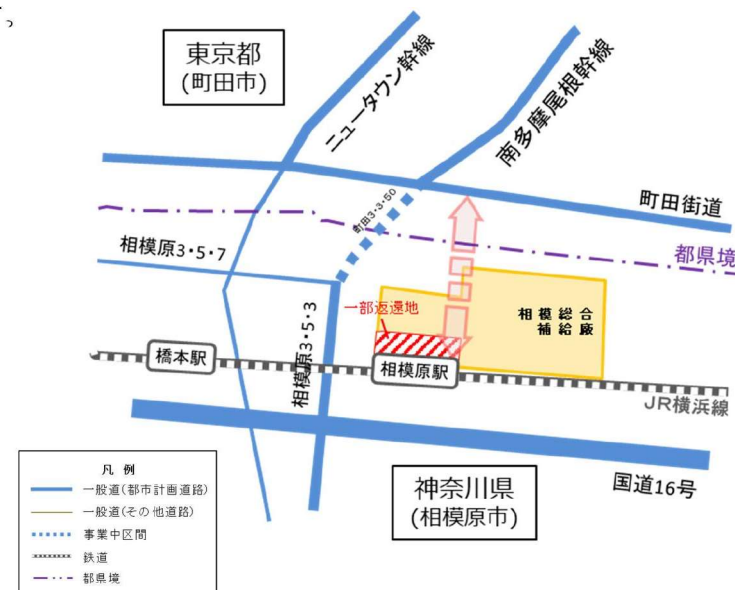 。
東京都
(町田市)
ニュータウン幹線
南多摩尾根幹線
町田3・3・50
町田街道
都県境
相模原3・5・7
一部返還地
相模総合
補給廠
相模原3・5・3
橋本駅
相模原駅
JR横浜線
国道16号
神奈川県
(相模原市)
凡 例
一般道(都市計画道路)
一般道(その他道路)
事業中区間
鉄道
都県境